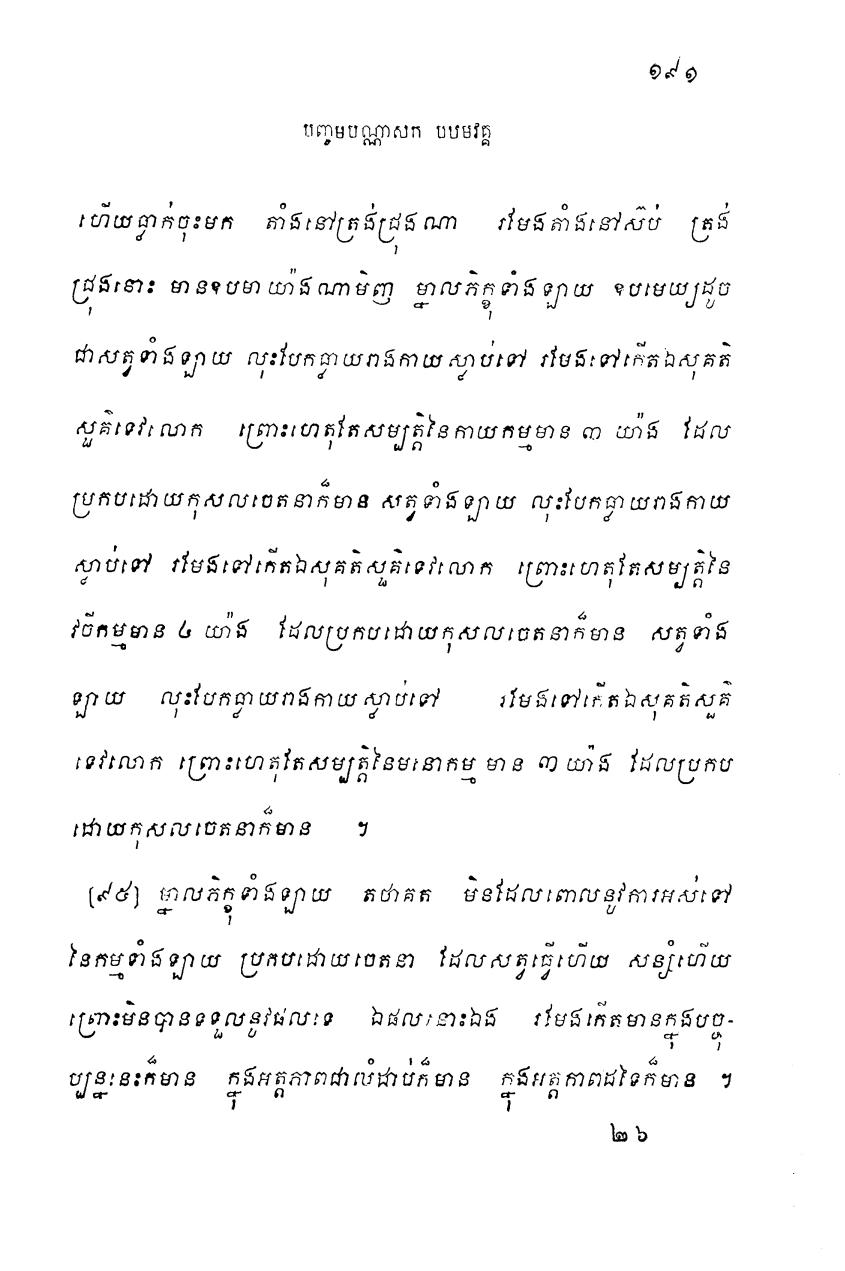 ១៩១
បញ្ចមបណ្ណាសក បឋមវគ្គ
ហើយធ្លាក់ចុះមក តាំងនៅត្រង់ជ្រុងណា រមែងតាំងនៅស៊ប់ ត្រង់
ជ្រុងនោះ មានឧបមាយ៉ាងណាមិញ ម្នាលភិក្ខុទាំងឡាយ ឧបមេយ្យដូច
ជាសត្វទាំងឡាយ លុះបែកធ្លាយរាងកាយស្លាប់ទៅ រមែងទៅកើតឯសុគតិ
សួគ៌ទេវលោក ព្រោះហេតុតែសម្បត្តិនៃកាយកម្មមាន ៣ យ៉ាង ដែល
ប្រកបដោយកុសលចេតនាក៏មាន សត្វទាំងឡាយ លុះបែកធ្លាយរាងកាយ
ស្លាប់ទៅ រមែងទៅកើតឯសុគតិសួគ៌ទេវលោក ព្រោះហេតុតែសម្បត្តិនៃ
វចីកម្មមាន ៤ យ៉ាង ដែលប្រកបដោយកុសលចេតនាក៏មាន សត្វទាំង
ឡាយ លុះបែកធ្លាយរាងកាយស្លាប់ទៅ រមែងទៅកើតឯសុគតិសួគ៌
ទេវលោក ព្រោះហេតុតែសម្បត្តិនៃមនោកម្ម មាន ៣ យ៉ាង ដែលប្រកប
ដោយកុសលចេតនាក៏មាន ។
[៩៥] ម្នាលភិក្ខុទាំងឡាយ តថាគត មិនដែលពោលនូវការអស់ទៅ
នៃកម្មទាំងឡាយ ប្រកបដោយចេតនា ដែលសត្វធ្វើហើយ សន្សំហើយ
ព្រោះមិនបានទទួលនូវផលទេ ឯផលនោះឯង រមែងកើតមានក្នុងបច្ចុ-
ប្បន្ននេះក៏មាន ក្នុងអត្តភាពជាលំដាប់ក៏មាន ក្នុងអត្តភាពដទៃក៏មាន ។
២៦